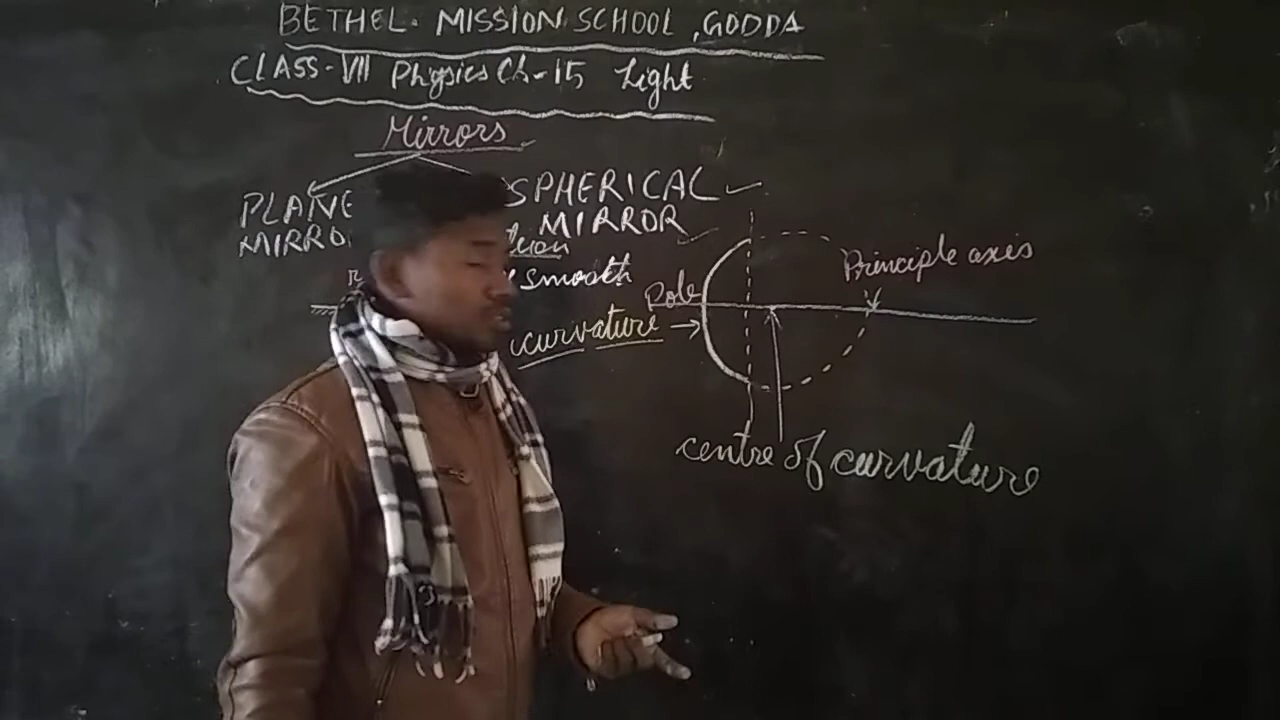 BETHEL. MISSION SCHOOL, GODDA
CLASS-VII Physics Ch-15 Light
Mirrors
PLANE
MIRRO
SPHERICAL
MIRROR
smooth
curvature
Pole
Principle axes
centre of curvature